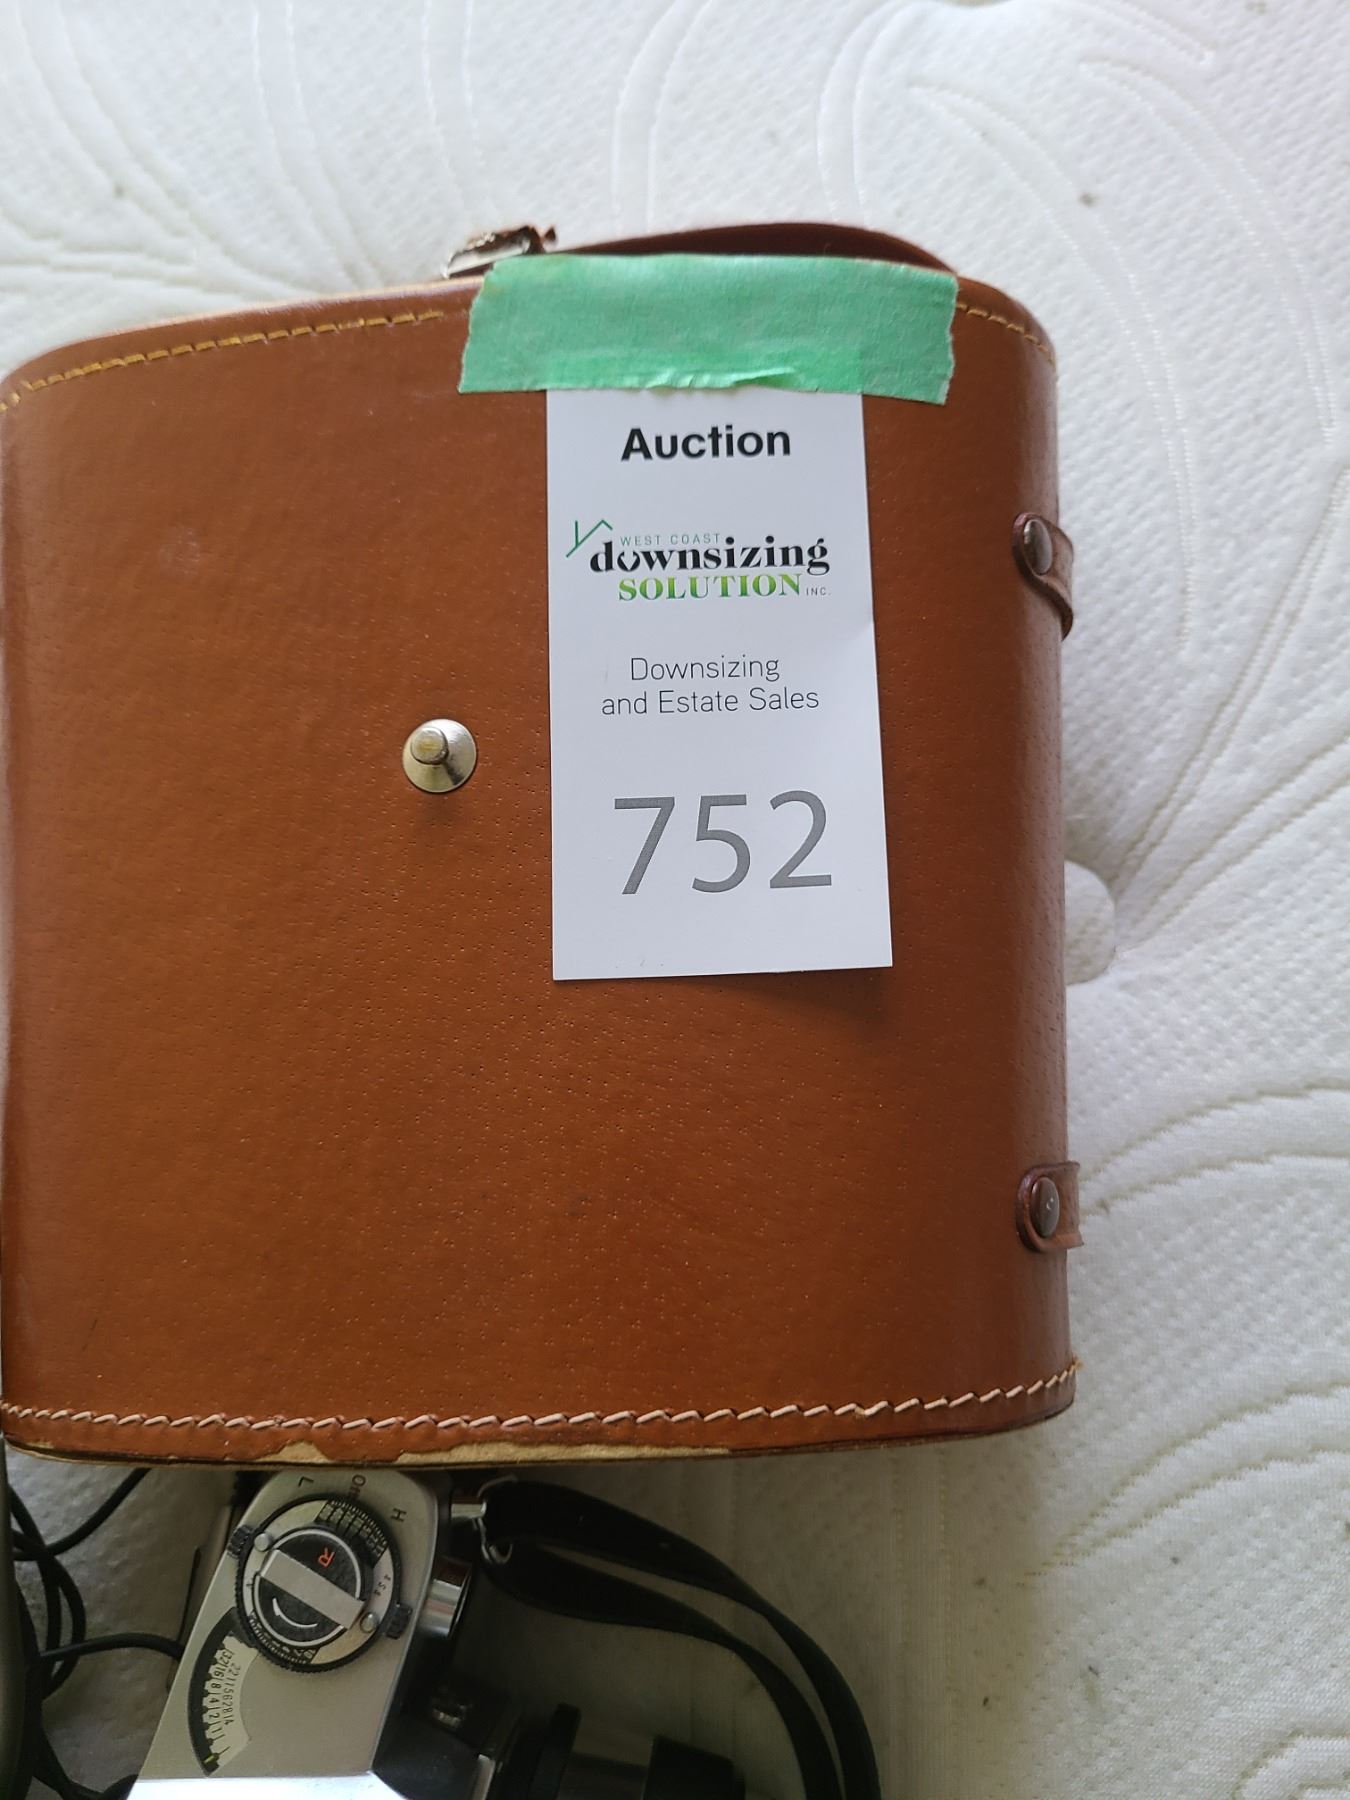 Auction
WEST COAST
downsizing
SOLUTION INC.
Downsizing
and Estate Sales
752
L
H
R